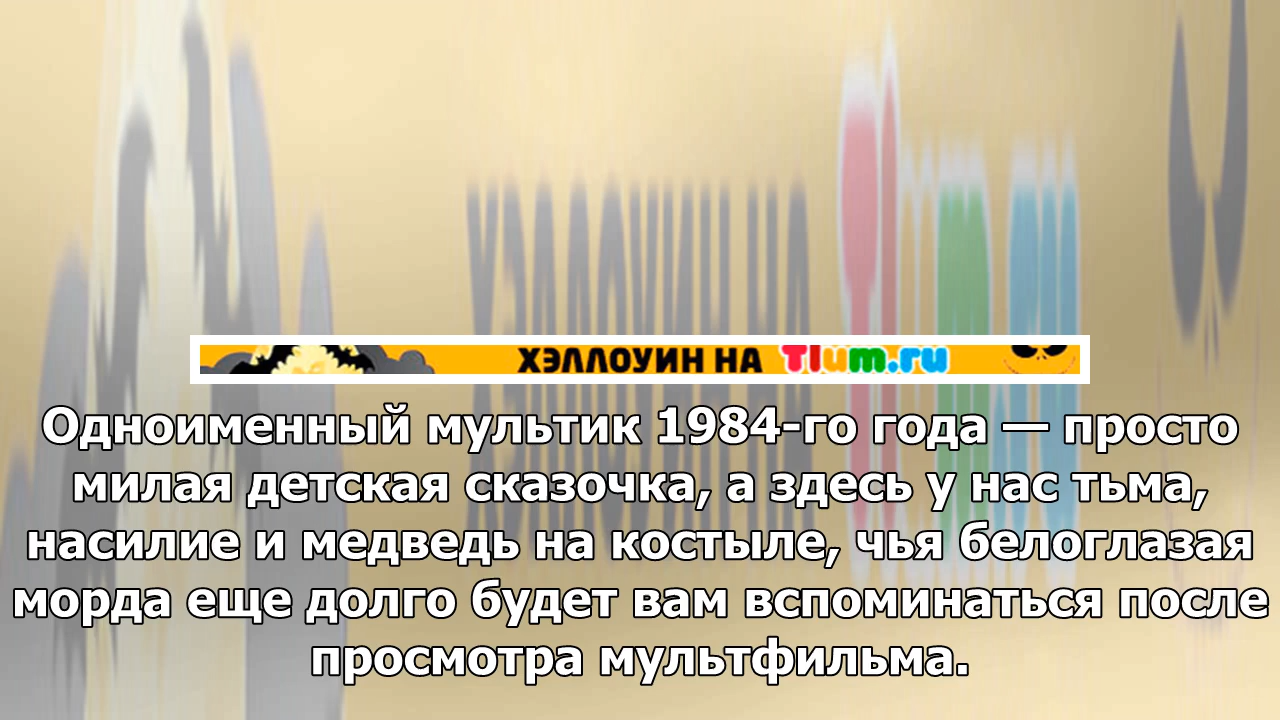 ХЭЛЛОУИН НА Tlum.ru
Одноименный мультик 1984-го года — просто
милая детская сказочка, а здесь у нас тьма,
насилие и медведь на костыле, чья белоглазая
морда еще долго будет вам вспоминаться после
просмотра мультфильма.